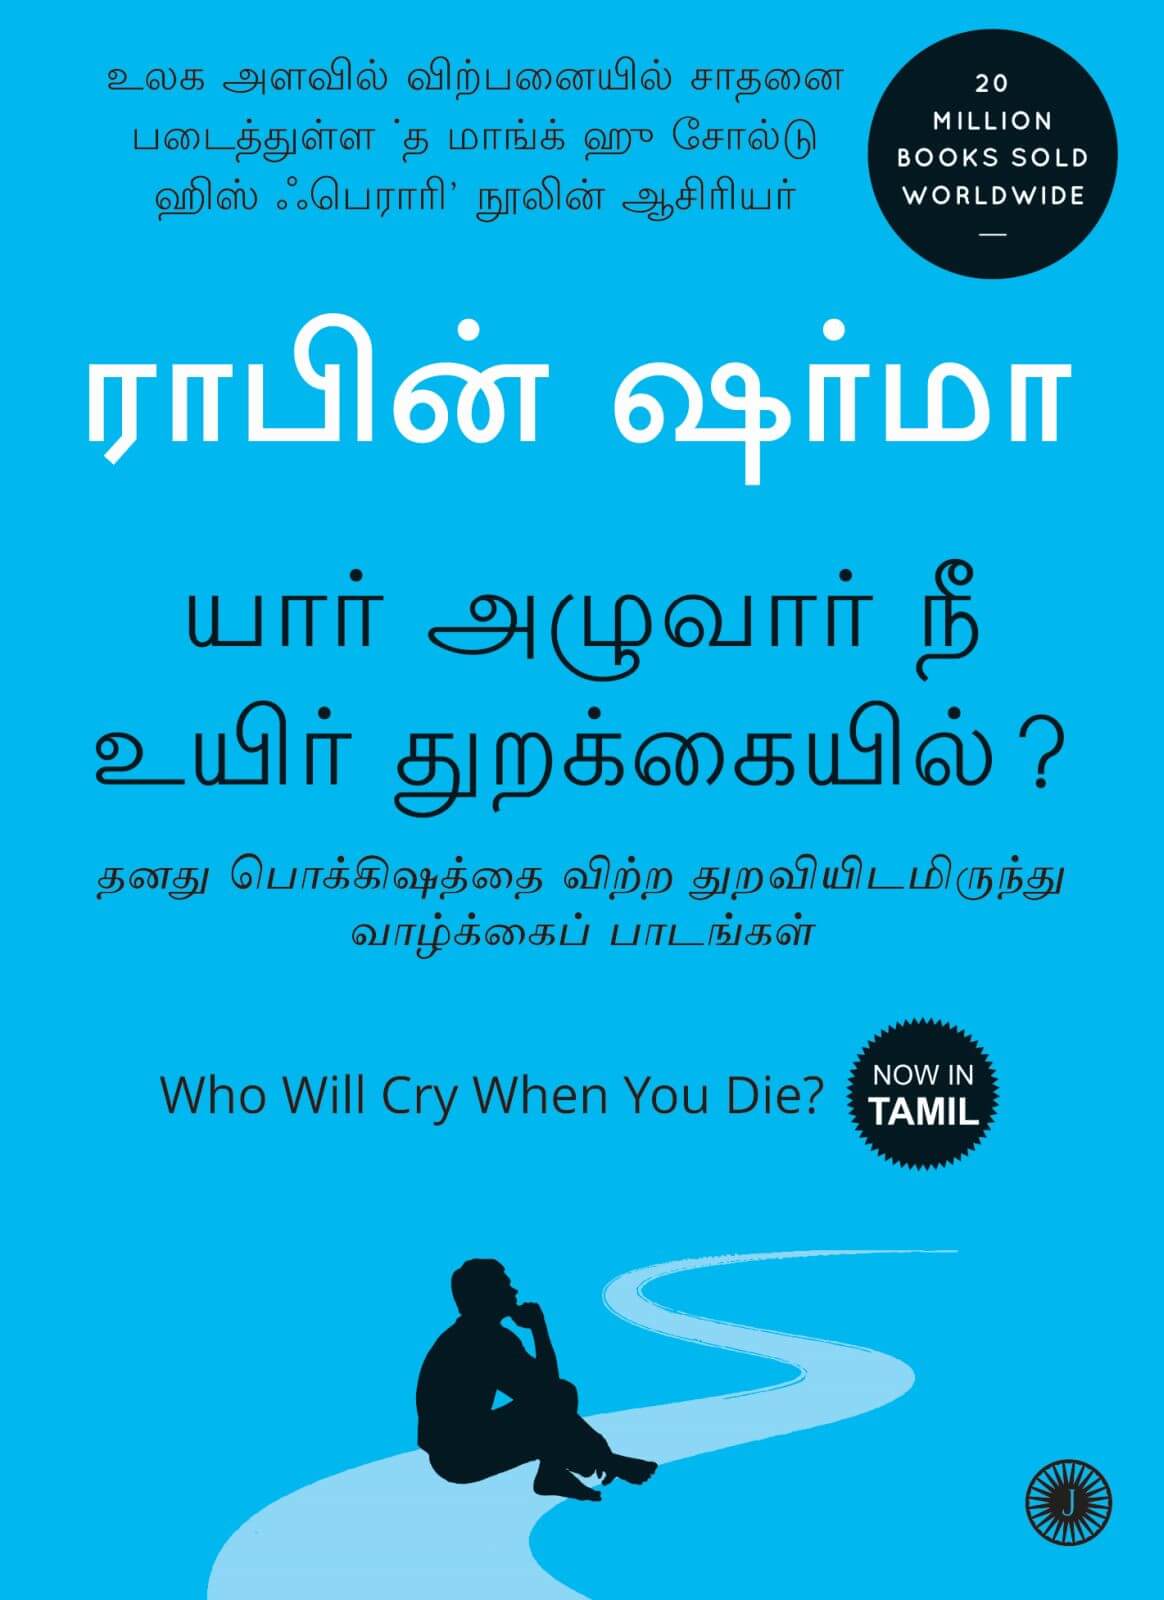 உலக அளவில் விற்பனையில் சாதனை
படைத்துள்ள ‘த மாங்க் ஹு சோல்டு
ஹிஸ் ஃபெராரி’ நூலின் ஆசிரியர்
20
MILLION
BOOKS SOLD
WORLDWIDE
ராபின் ஷர்மா
யார் அழுவார் நீ
உயிர் துறக்கையில்?
தனது பொக்கிஷத்தை விற்ற துறவியிடமிருந்து
வாழ்க்கைப் பாடங்கள்
Who Will Cry When You Die?
NOW IN
TAMIL
J